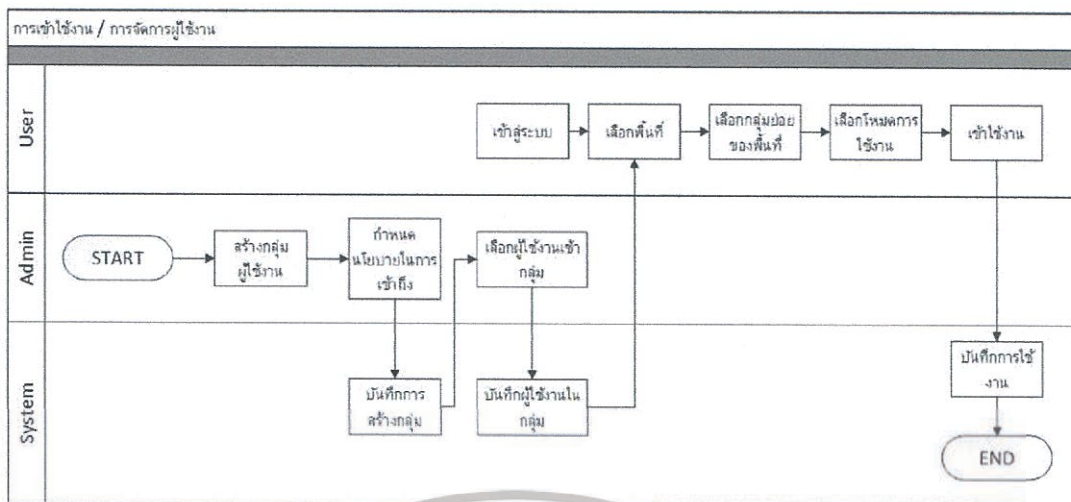 การเข้าใช้งาน / การจัดการผู้ใช้งาน
User
เข้าสู่ระบบ
เลือกพื้นที่
เลือกกลุ่มย่อย
ของพื้นที่
เลือกโหมดการ
ใช้งาน
เข้าใช้งาน
Admin
START
สร้างกลุ่ม
ผู้ใช้งาน
กำหนด
นโยบายในการ
เข้าถึง
เลือกผู้ใช้งานเข้า
กลุ่ม
System
บันทึกการ
สร้างกลุ่ม
บันทึกผู้ใช้งานใน
กลุ่ม
บันทึกการใช้
งาน
END